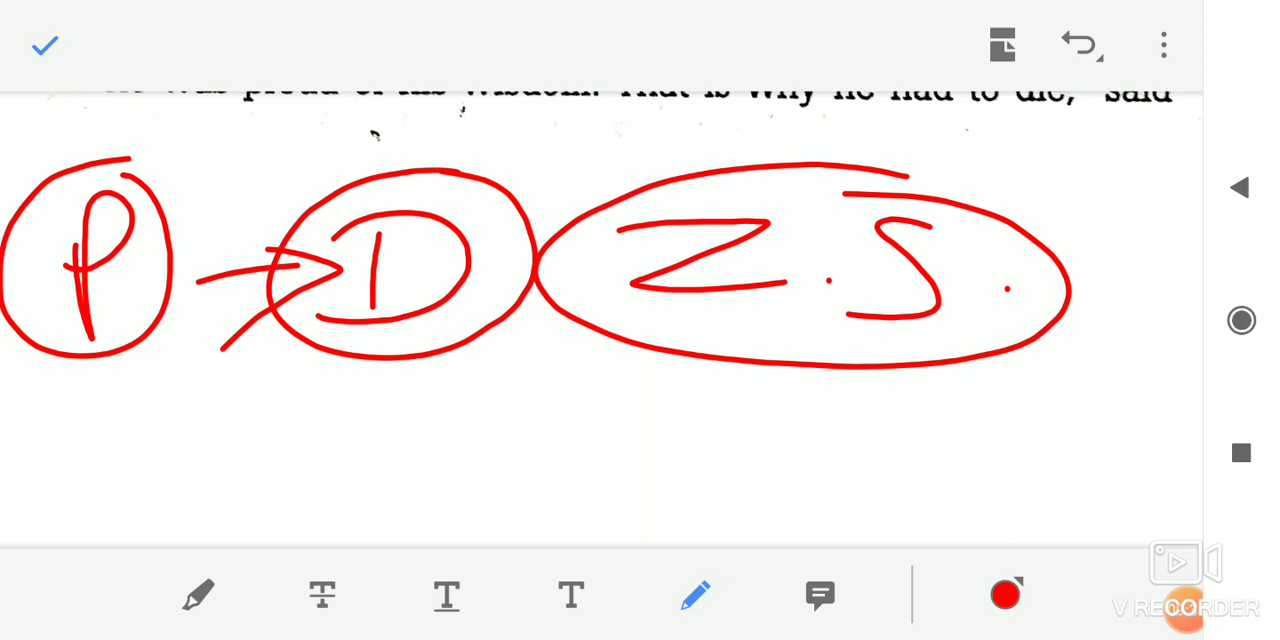 He was proud of his wisdom. That is why he had to die," said
P → D Z.S.
V RECORDER